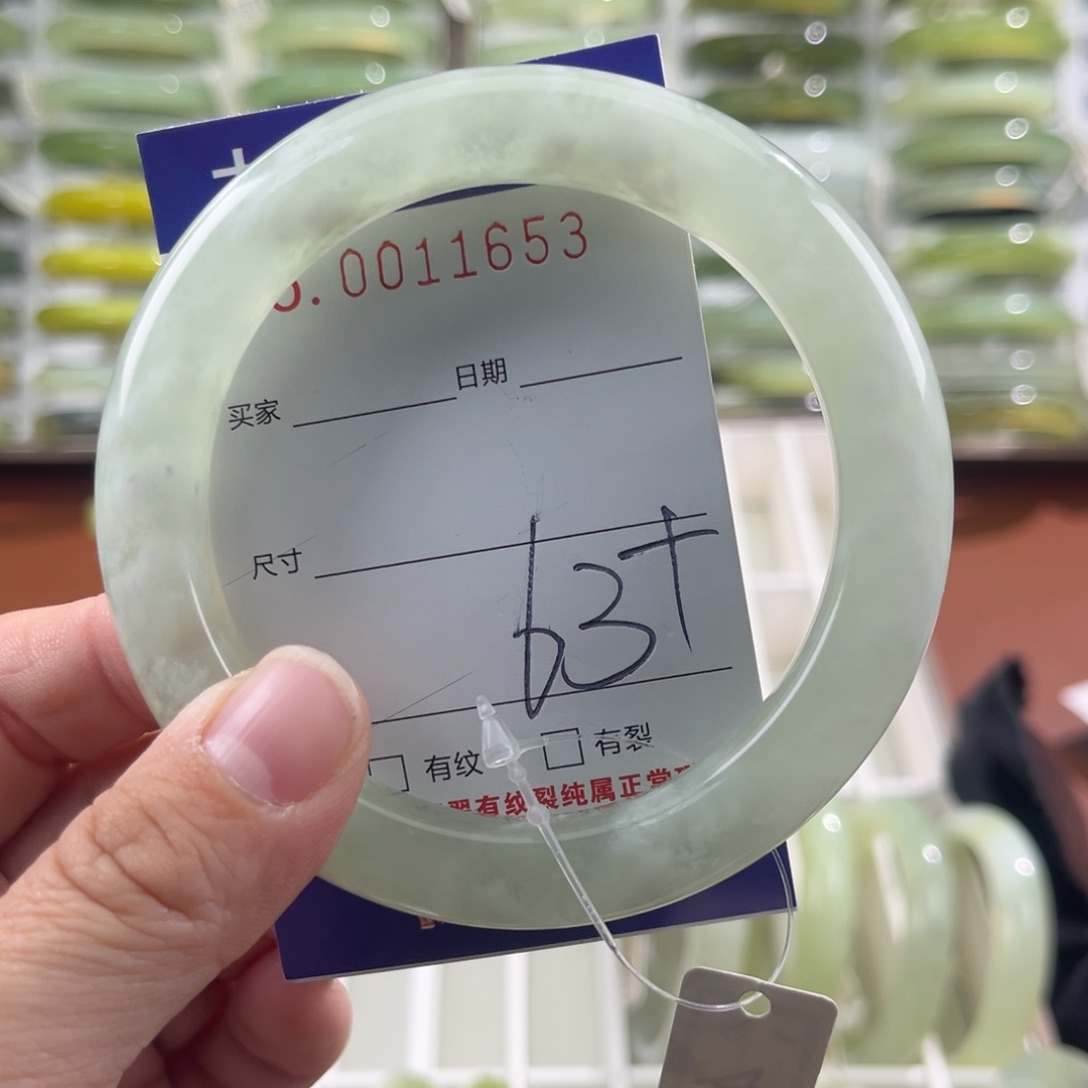 .0011653
日期
买家
尺寸
63+
有纹 有裂
有纹裂纯属正常